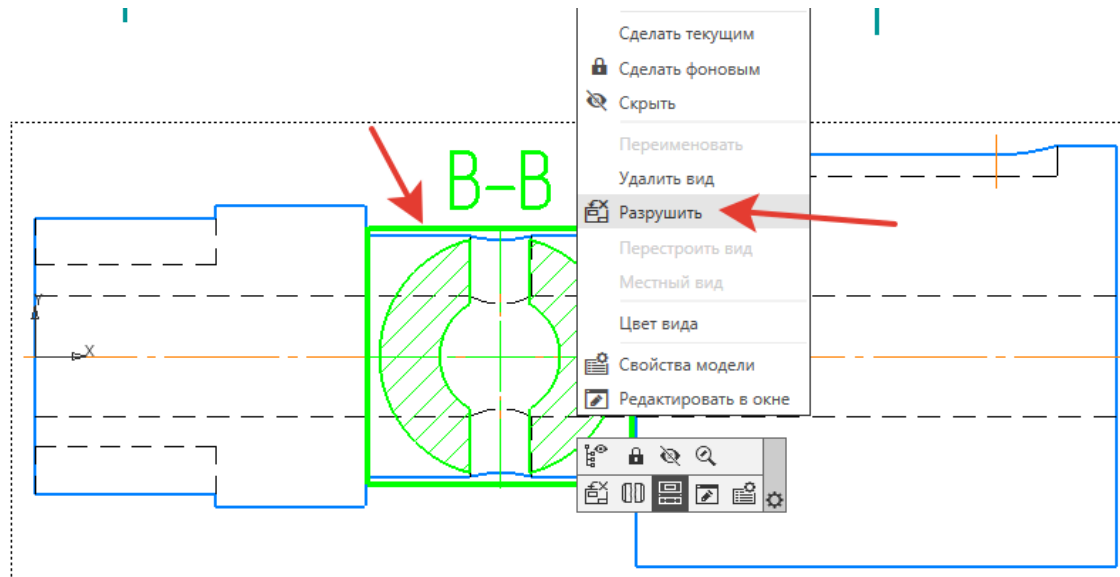 Сделать текущим
Сделать фоновым
Скрыть
Переименовать
Удалить вид
Разрушить
Перестроить вид
Местный вид
Цвет вида
Свойства модели
Редактировать в окне
В-В
Y
X